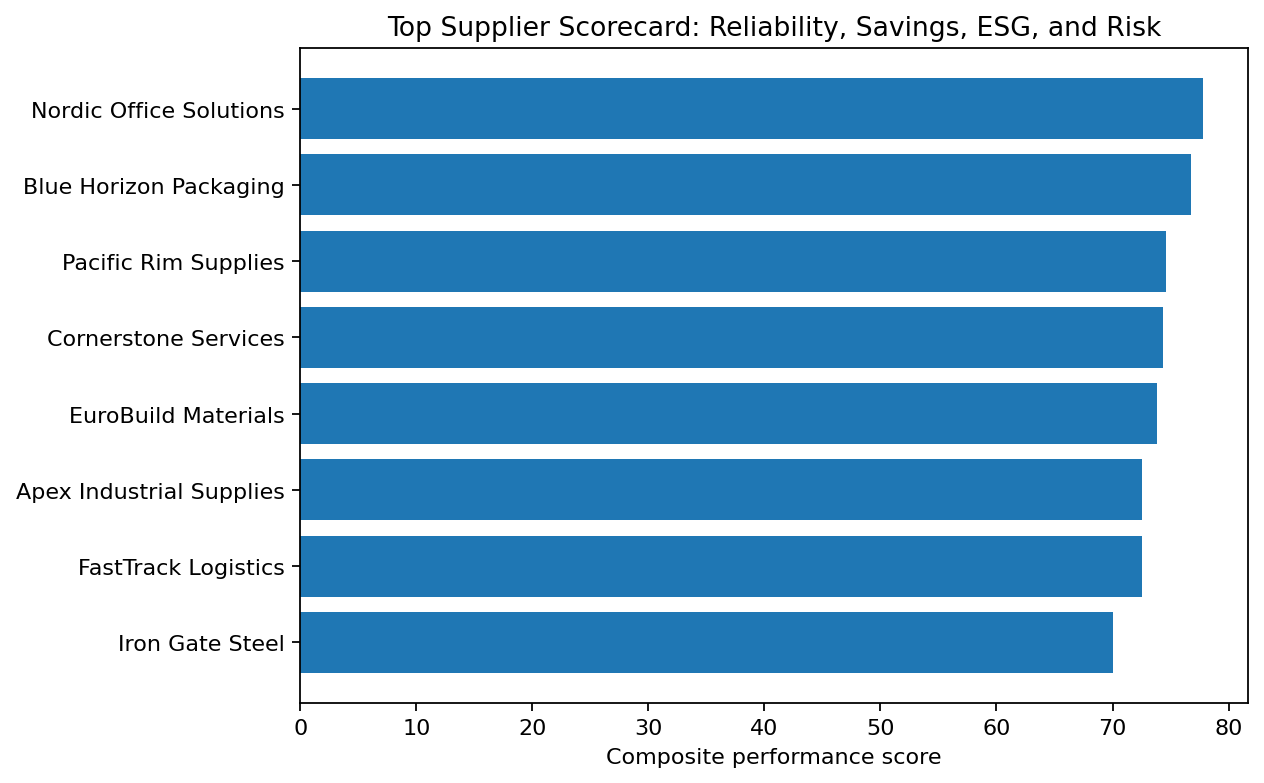 Top Supplier Scorecard: Reliability, Savings, ESG, and Risk
Nordic Office Solutions
Blue Horizon Packaging
Pacific Rim Supplies
Cornerstone Services
EuroBuild Materials
Apex Industrial Supplies
FastTrack Logistics
Iron Gate Steel
0 10 20 30 40 50 60 70 80
Composite performance score